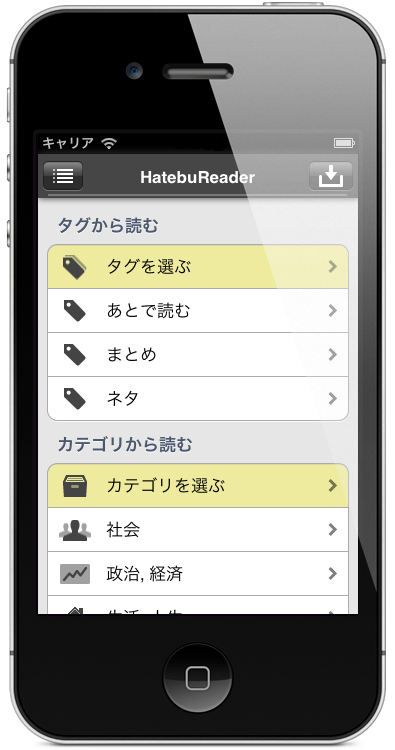 キャリア
HatebuReader
タグから読む
タグを選ぶ
あとで読む
まとめ
ネタ
カテゴリから読む
カテゴリを選ぶ
社会
政治, 経済